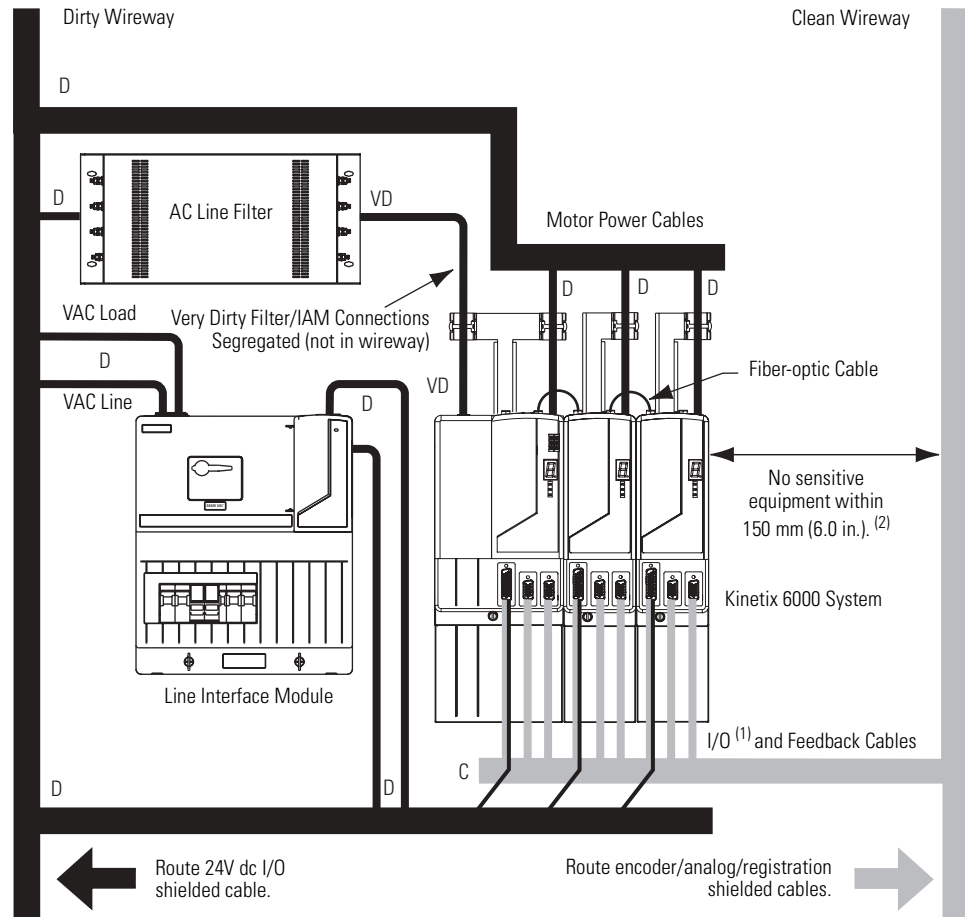 Dirty Wireway
Clean Wireway
D
D
AC Line Filter
VD
Motor Power Cables
D
D
D
VAC Load
Very Dirty Filter/IAM Connections
Segregated (not in wireway)
D
VD
Fiber-optic Cable
VAC Line
D
No sensitive
equipment within
150 mm (6.0 in.). (2)
Kinetix 6000 System
Line Interface Module
I/O (1) and Feedback Cables
C
D
D
Route 24V dc I/O
shielded cable.
Route encoder/analog/registration
shielded cables.